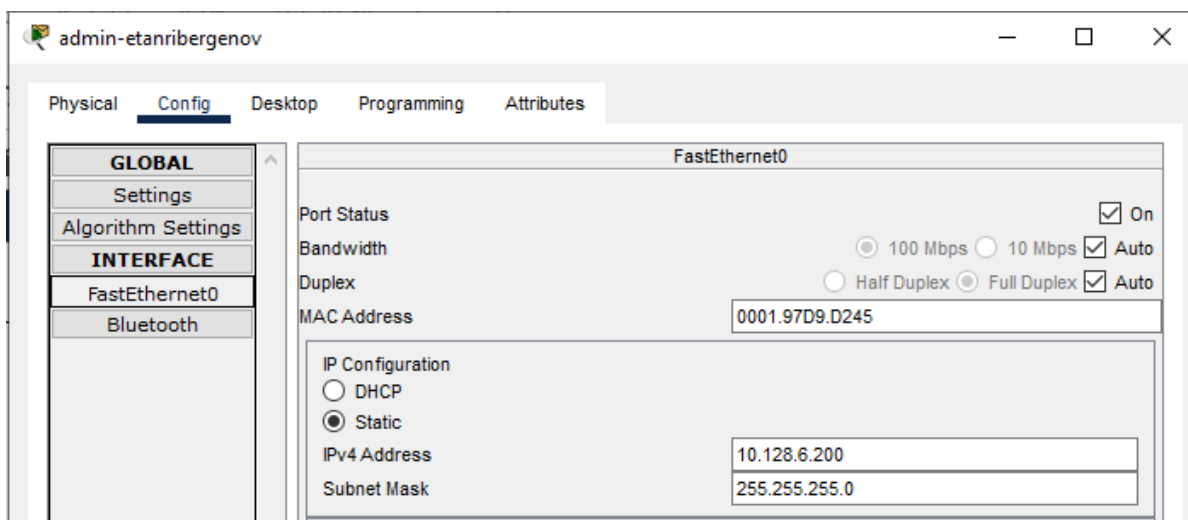 admin-etanribergenov
Physical Config Desktop Programming Attributes
GLOBAL
Settings
Algorithm Settings
INTERFACE
FastEthernet0
Bluetooth
FastEthernet0
Port Status On
Bandwidth 100 Mbps 10 Mbps Auto
Duplex Half Duplex Full Duplex Auto
MAC Address 0001.97D9.D245
IP Configuration
DHCP
Static
IPv4 Address 10.128.6.200
Subnet Mask 255.255.255.0